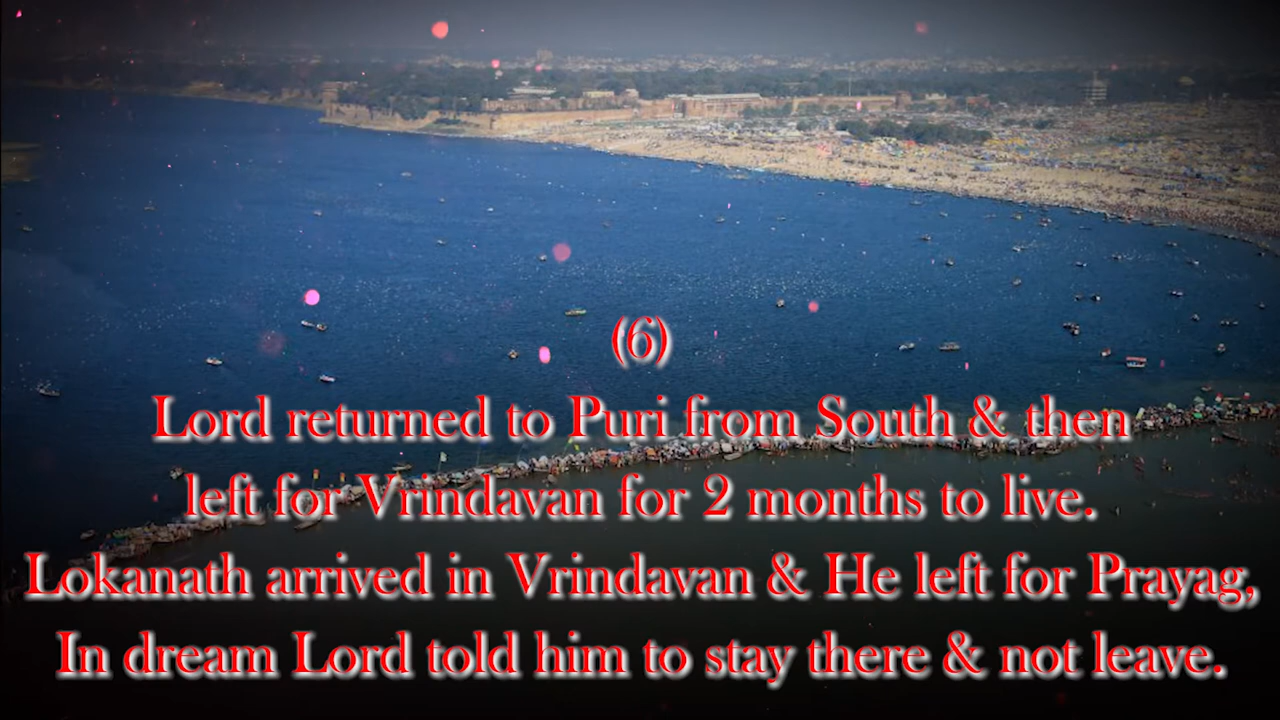 (6)
Lord returned to Puri from South & then
left for Vrindavan for 2 months to live.
Lokanath arrived in Vrindavan & He left for Prayag,
In dream Lord told him to stay there & not leave.